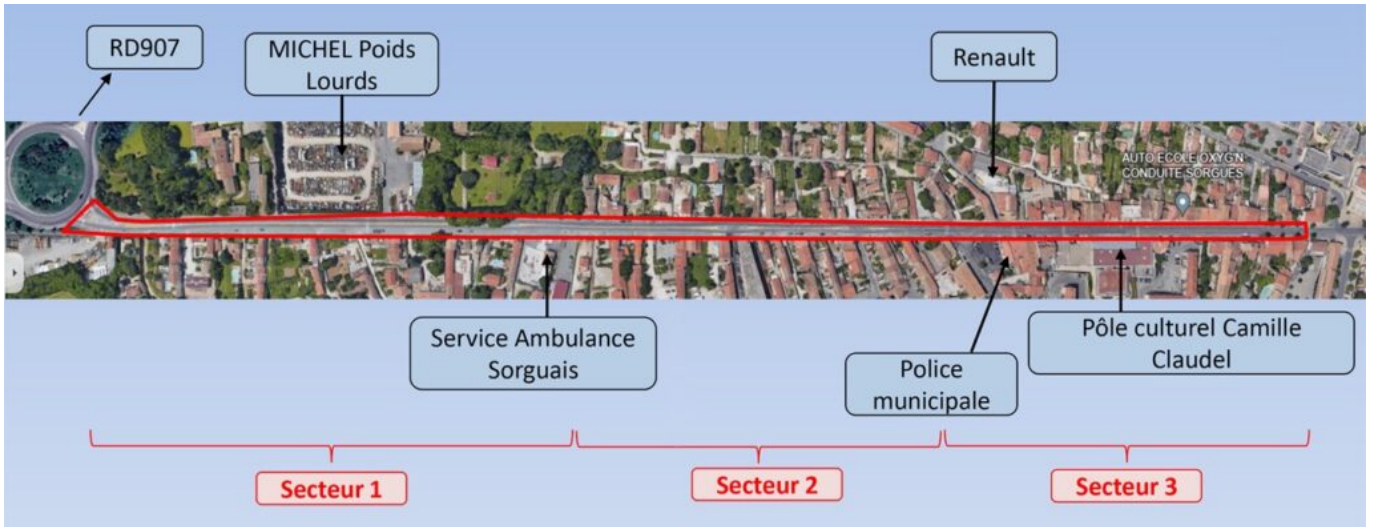 RD907
MICHEL Poids
Lourds
Renault
AUTO ECOLE OXYG'N
CONDUITE SORGUES
Service Ambulance
Sorguais
Police
municipale
Pôle culturel Camille
Claudel
Secteur 1
Secteur 2
Secteur 3